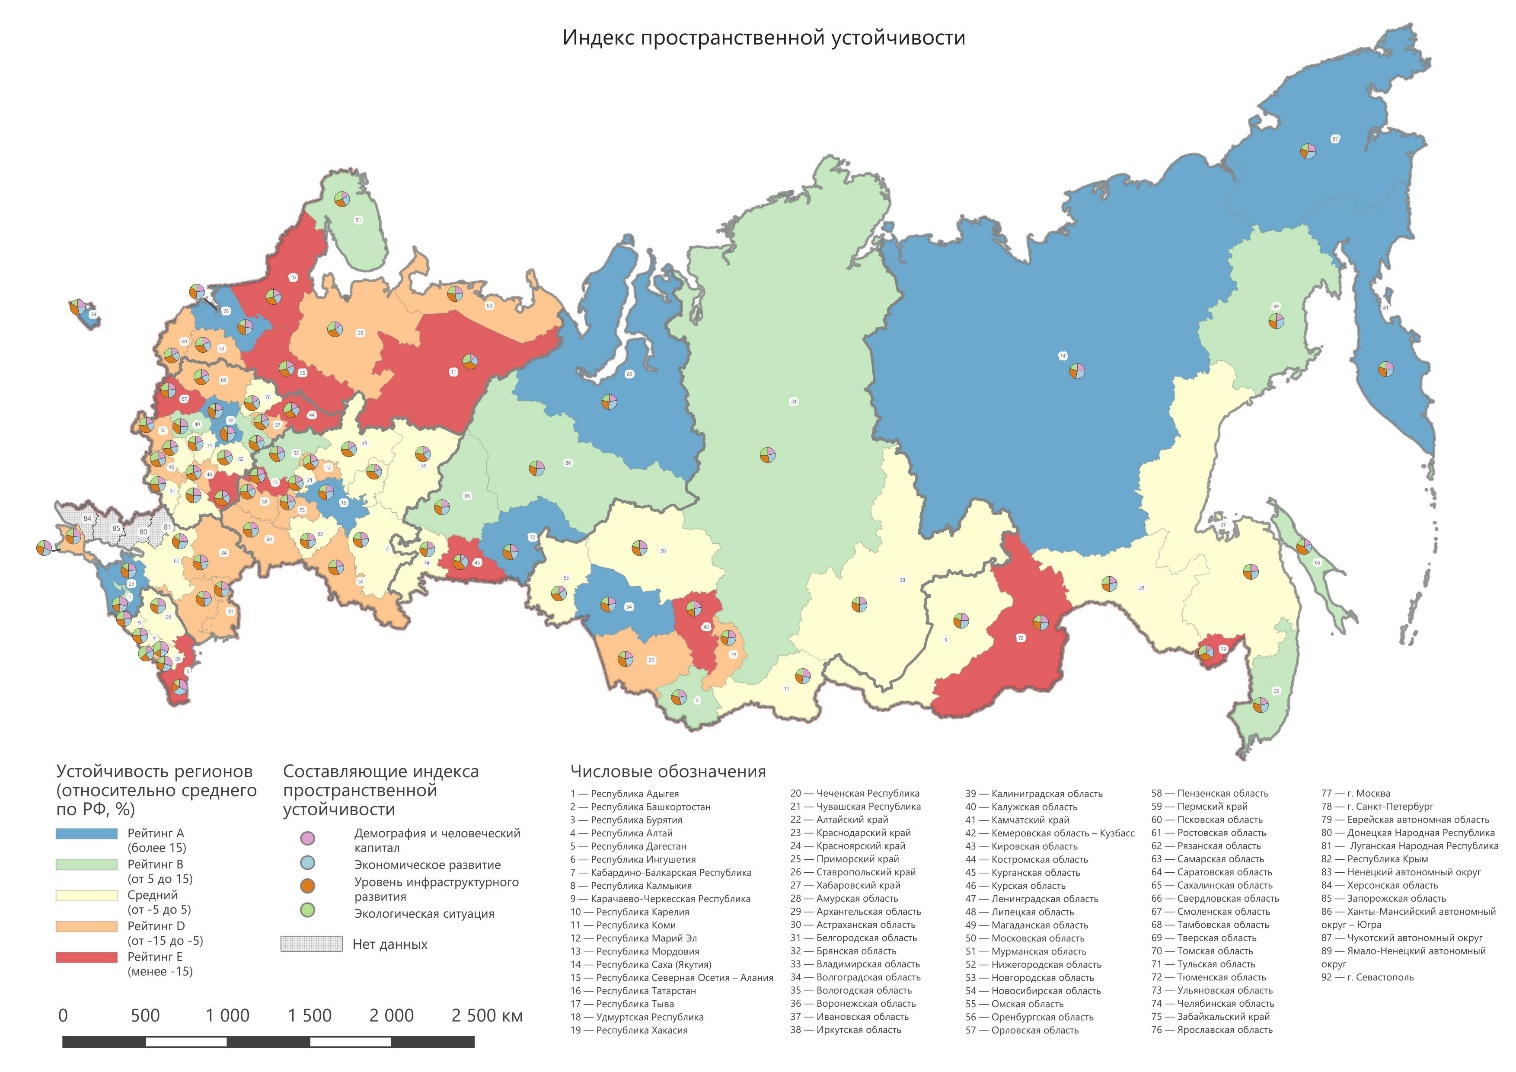 Индекс пространственной устойчивости
Устойчивость регионов
(относительно среднего
по РФ, %)
Рейтинг A
(более 15)
Рейтинг B
(от 5 до 15)
Средний
(от -5 до 5)
Рейтинг D
(от -15 до -5)
Рейтинг E
(менее -15)
Составляющие индекса
пространственной
устойчивости
Демография и человеческий
капитал
Экономическое развитие
Уровень инфраструктурного
развития
Экологическая ситуация
Нет данных
0 500 1 000 1 500 2 000 2 500 км
Числовые обозначения
1 — Республика Адыгея
2 — Республика Башкортостан
3 — Республика Бурятия
4 — Республика Алтай
5 — Республика Дагестан
6 — Республика Ингушетия
7 — Кабардино-Балкарская Республика
8 — Республика Калмыкия
9 — Карачаево-Черкесская Республика
10 — Республика Карелия
11 — Республика Коми
12 — Республика Марий Эл
13 — Республика Мордовия
14 — Республика Саха (Якутия)
15 — Республика Северная Осетия – Алания
16 — Республика Татарстан
17 — Республика Тыва
18 — Удмуртская Республика
19 — Республика Хакасия
20 — Чеченская Республика
21 — Чувашская Республика
22 — Алтайский край
23 — Краснодарский край
24 — Красноярский край
25 — Приморский край
26 — Ставропольский край
27 — Хабаровский край
28 — Амурская область
29 — Архангельская область
30 — Астраханская область
31 — Белгородская область
32 — Брянская область
33 — Владимирская область
34 — Волгоградская область
35 — Вологодская область
36 — Воронежская область
37 — Ивановская область
38 — Иркутская область
39 — Калининградская область
40 — Калужская область
41 — Камчатский край
42 — Кемеровская область – Кузбасс
43 — Кировская область
44 — Костромская область
45 — Курганская область
46 — Курская область
47 — Ленинградская область
48 — Липецкая область
49 — Магаданская область
50 — Московская область
51 — Мурманская область
52 — Нижегородская область
53 — Новгородская область
54 — Новосибирская область
55 — Омская область
56 — Оренбургская область
57 — Орловская область
58 — Пензенская область
59 — Пермский край
60 — Псковская область
61 — Ростовская область
62 — Рязанская область
63 — Самарская область
64 — Саратовская область
65 — Сахалинская область
66 — Свердловская область
67 — Смоленская область
68 — Тамбовская область
69 — Тверская область
70 — Томская область
71 — Тульская область
72 — Тюменская область
73 — Ульяновская область
74 — Челябинская область
75 — Забайкальский край
76 — Ярославская область
77 — г. Москва
78 — г. Санкт-Петербург
79 — Еврейская автономная область
80 — Донецкая Народная Республика
81 — Луганская Народная Республика
82 — Республика Крым
83 — Ненецкий автономный округ
84 — Херсонская область
85 — Запорожская область
86 — Ханты-Мансийский автономный
округ – Югра
87 — Чукотский автономный округ
89 — Ямало-Ненецкий автономный
округ
92 — г. Севастополь